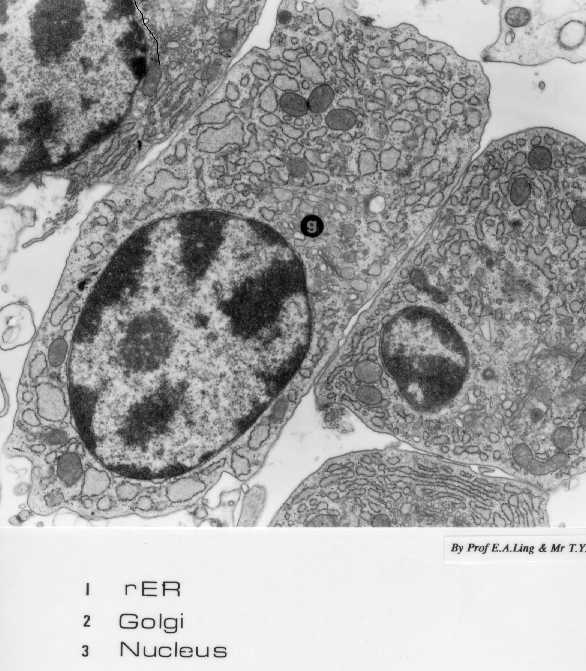 g
By Prof E.A.Ling & Mr T.Y.
1 rER
2 Golgi
3 Nucleus